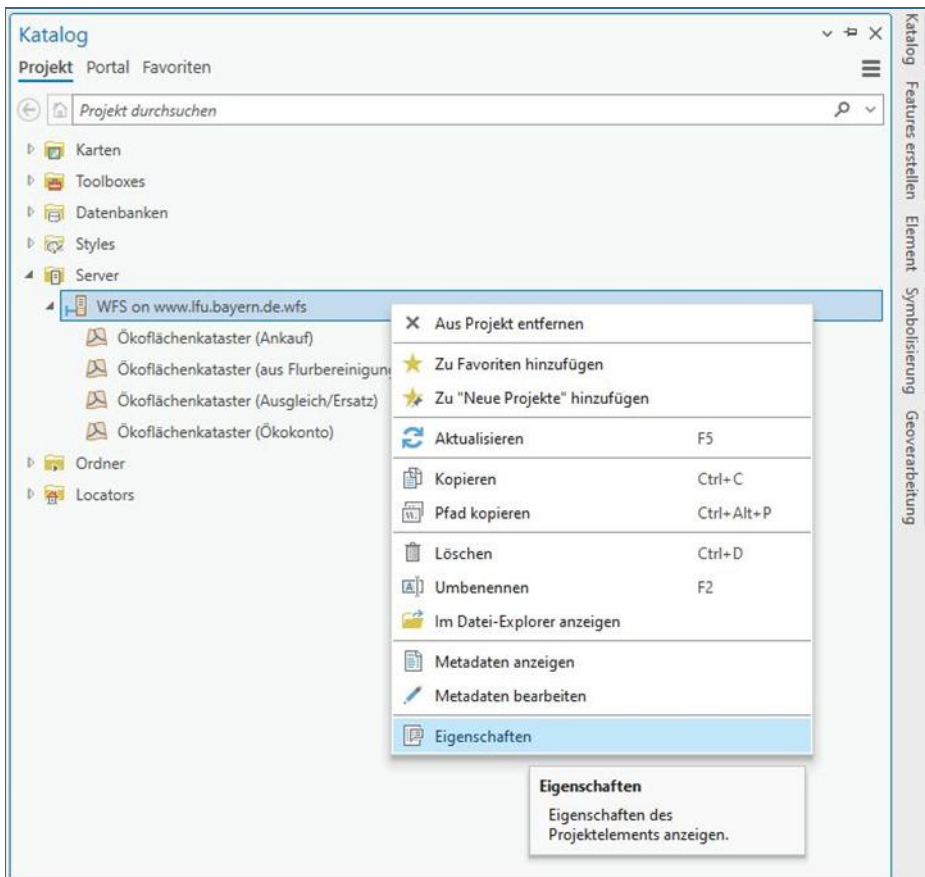 Katalog
Projekt Portal Favoriten
Projekt durchsuchen
Karten
Toolboxes
Datenbanken
Styles
Server
WFS on www.lfu.bayern.de.wfs
Ökoflächenkataster (Ankauf)
Ökoflächenkataster (aus Flurbereinigun
Ökoflächenkataster (Ausgleich/Ersatz)
Ökoflächenkataster (Ökokonto)
Ordner
Locators
Aus Projekt entfernen
Zu Favoriten hinzufügen
Zu "Neue Projekte" hinzufügen
Aktualisieren F5
Kopieren Ctrl+C
Pfad kopieren Ctrl+Alt+P
Löschen Ctrl+D
Umbenennen F2
Im Datei-Explorer anzeigen
Metadaten anzeigen
Metadaten bearbeiten
Eigenschaften
Eigenschaften
Eigenschaften des
Projektelements anzeigen.
Katalog
Features erstellen
Element
Symbolisierung
Geoverarbeitung